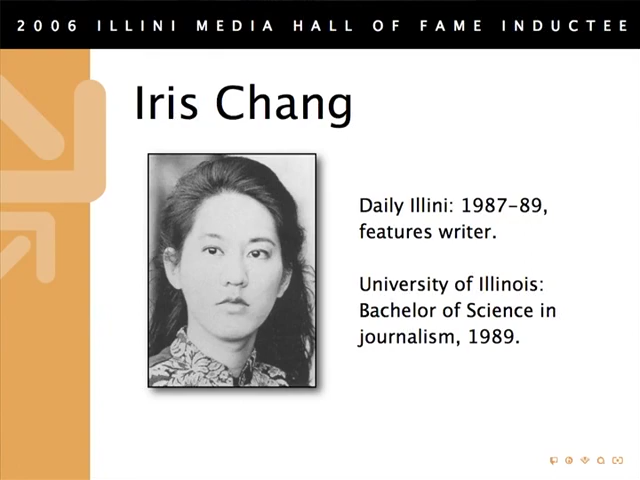 2006 ILLINI MEDIA HALL OF FAME INDUCTEE
Iris Chang
Daily Illini: 1987–89,
features writer.
University of Illinois:
Bachelor of Science in
journalism, 1989.